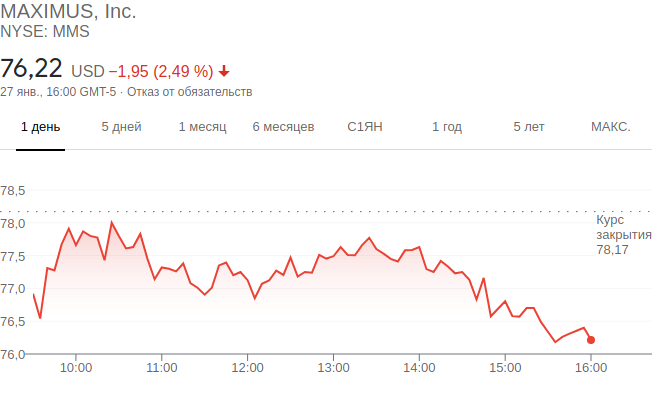 MAXIMUS, Inc.
NYSE: MMS
76,22 USD −1,95 (2,49 %)
27 янв., 16:00 GMT-5 · Отказ от обязательств
1 день 5 дней 1 месяц 6 месяцев С1ЯН 1 год 5 лет МАКС.
78,5
78,0
77,5
77,0
76,5
76,0
Курс
закрытия
78,17
10:00 11:00 12:00 13:00 14:00 15:00 16:00